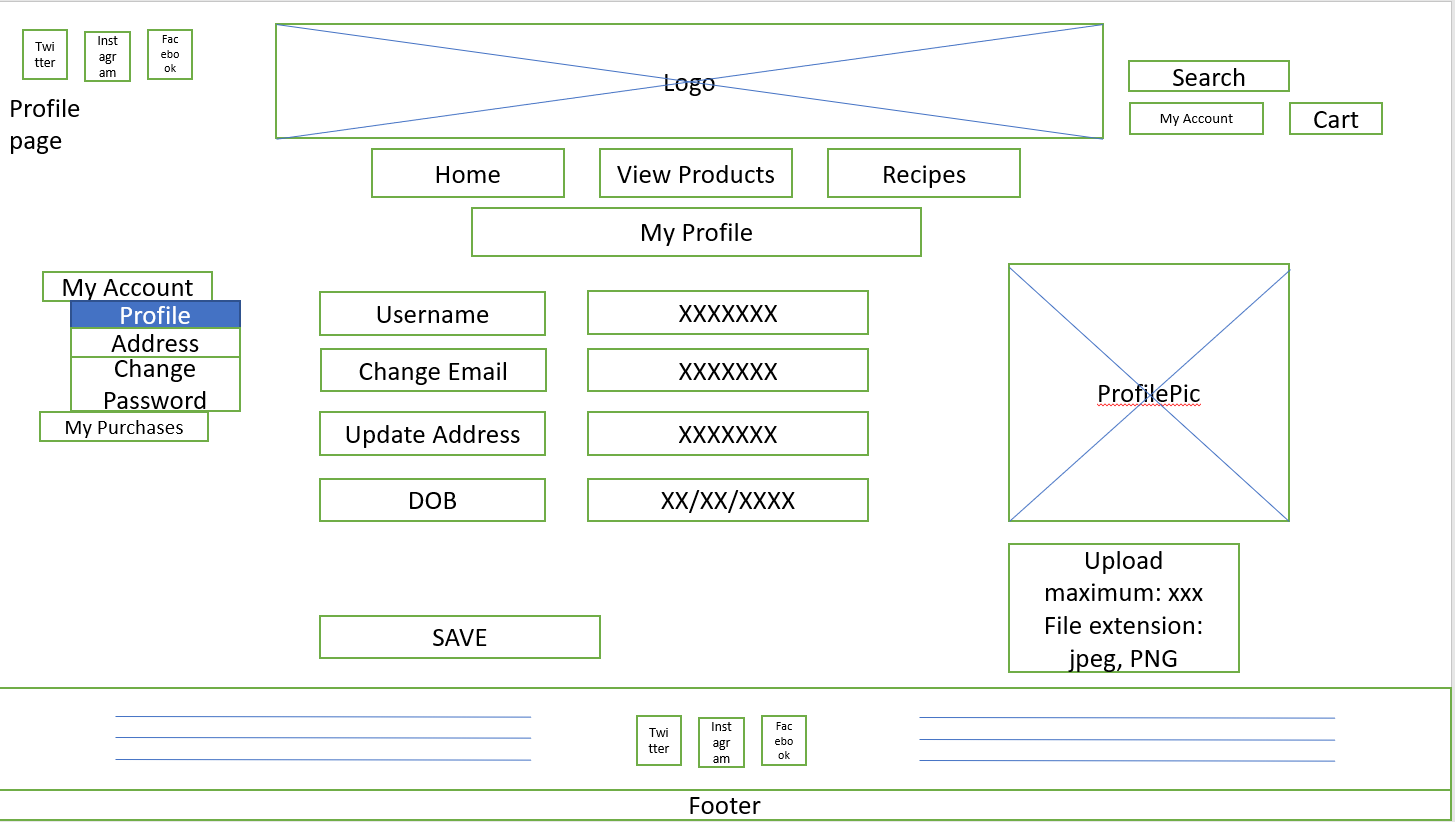 Twi
tter
Inst
agr
am
Fac
ebo
ok
Profile
page
Logo
Search
My Account
Cart
Home
View Products
Recipes
My Profile
My Account
Profile
Address
Change
Password
My Purchases
Username
XXXXXXX
Change Email
XXXXXXX
Update Address
XXXXXXX
DOB
XX/XX/XXXX
SAVE
ProfilePic
Upload
maximum: xxx
File extension:
jpeg, PNG
Twi
tter
Inst
agr
am
Fac
ebo
ok
Footer